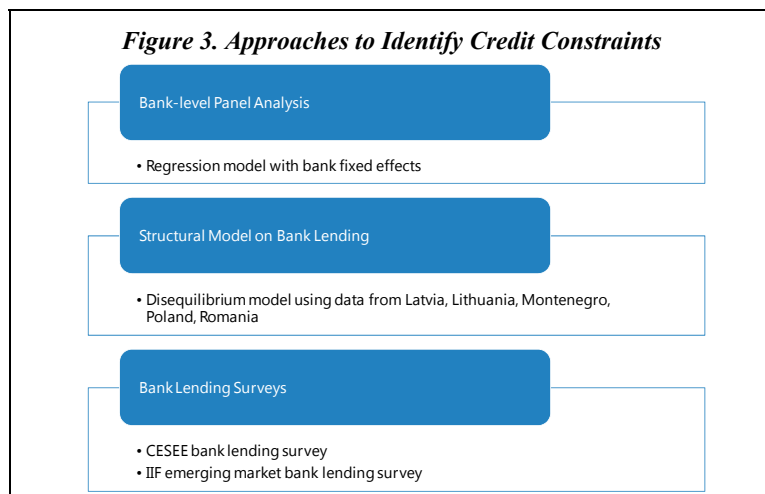 Figure 3. Approaches to Identify Credit Constraints
Bank-level Panel Analysis
• Regression model with bank fixed effects
Structural Model on Bank Lending
• Disequilibrium model using data from Latvia, Lithuania, Montenegro,
Poland, Romania
Bank Lending Surveys
• CESEE bank lending survey
• IIF emerging market bank lending survey